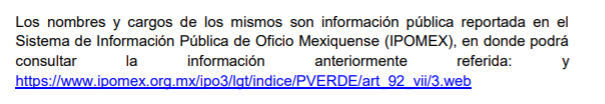 Los nombres y cargos de los mismos son información pública reportada en el
Sistema de Información Pública de Oficio Mexiquense (IPOMEX), en donde podrá
consultar la información anteriormente referida: y
https://www.ipomex.org.mx/ipo3/lgt/indice/PVERDE/art_92_vii/3.web